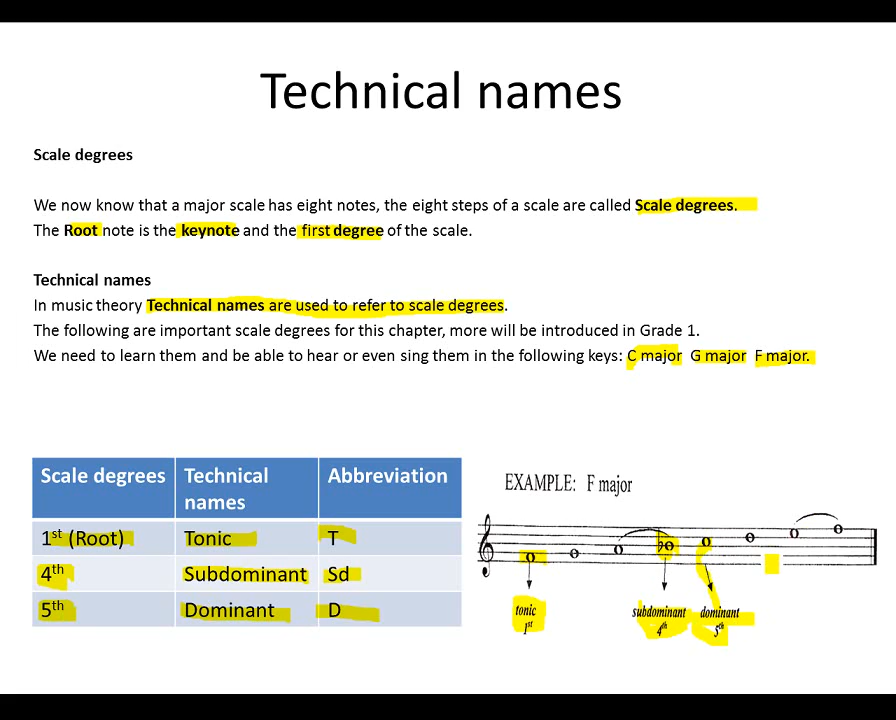 Technical names
Scale degrees
We now know that a major scale has eight notes, the eight steps of a scale are called Scale degrees.
The Root note is the keynote and the first degree of the scale.
Technical names
In music theory Technical names are used to refer to scale degrees.
The following are important scale degrees for this chapter, more will be introduced in Grade 1.
We need to learn them and be able to hear or even sing them in the following keys: C major G major F major.
Scale degrees Technical names Abbreviation
1st (Root) Tonic T
4th Subdominant Sd
5th Dominant D
EXAMPLE: F major
tonic subdominant dominant
1st 4th 5th